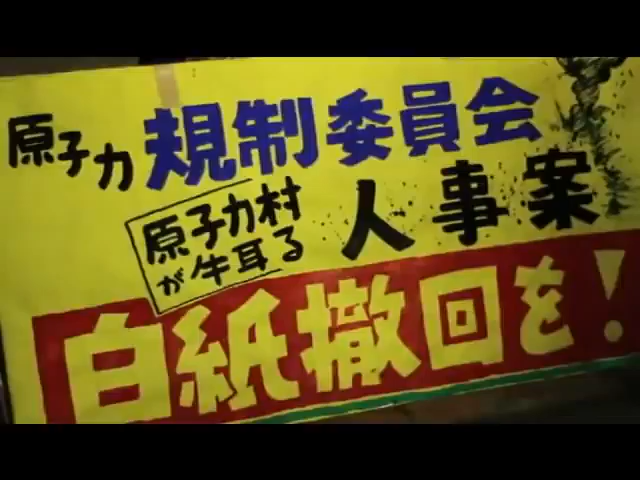 原子力規制委員会
原子力村
が牛耳る
人事案
白紙撤回を!